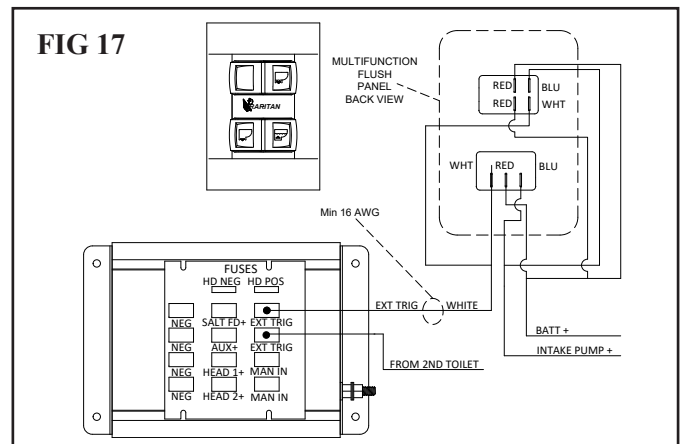 FIG 17
RARITAN
MULTIFUNCTION
FLUSH
PANEL
BACK VIEW
RED BLU
RED WHT
WHT RED BLU
Min 16 AWG
FUSES
HD NEG HD POS
EXT TRIG WHITE
NEG SALT FD+ EXT TRIG
BATT +
NEG AUX+ EXT TRIG
INTAKE PUMP +
FROM 2ND TOILET
NEG HEAD 1+ MAN IN
NEG HEAD 2+ MAN IN